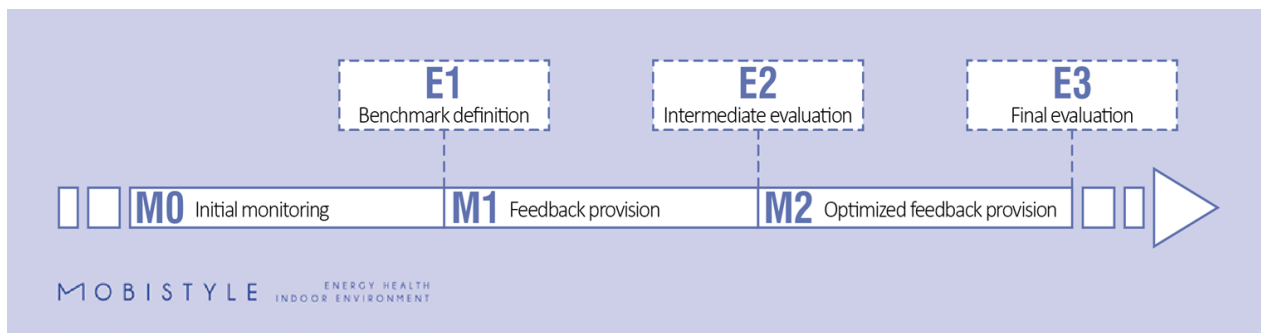 E1
Benchmark definition
E2
Intermediate evaluation
E3
Final evaluation
M0 Initial monitoring
M1 Feedback provision
M2 Optimized feedback provision
MOBISTYLE
ENERGY HEALTH
INDOOR ENVIRONMENT